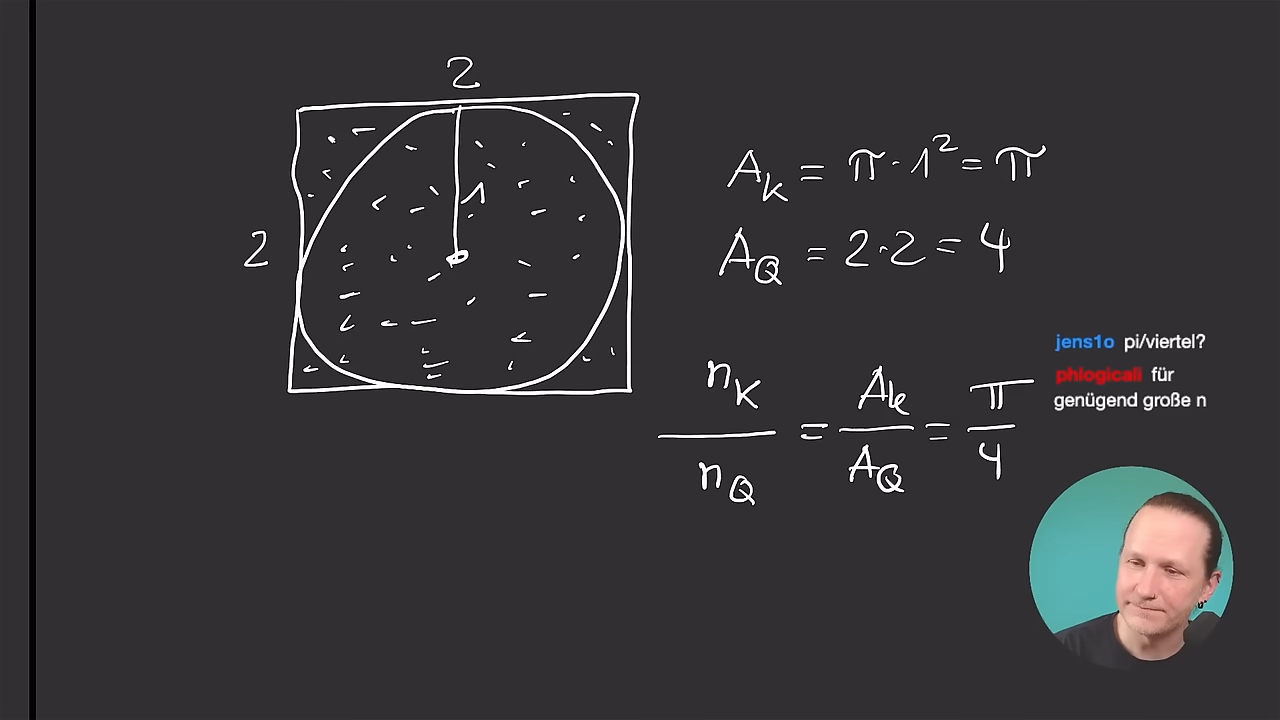 2
1
2
A_K = π · 1² = π
A_Q = 2 · 2 = 4
n_K / n_Q = A_K / A_Q = π / 4
jens1o pi/viertel?
phlogicali für
genügend große n